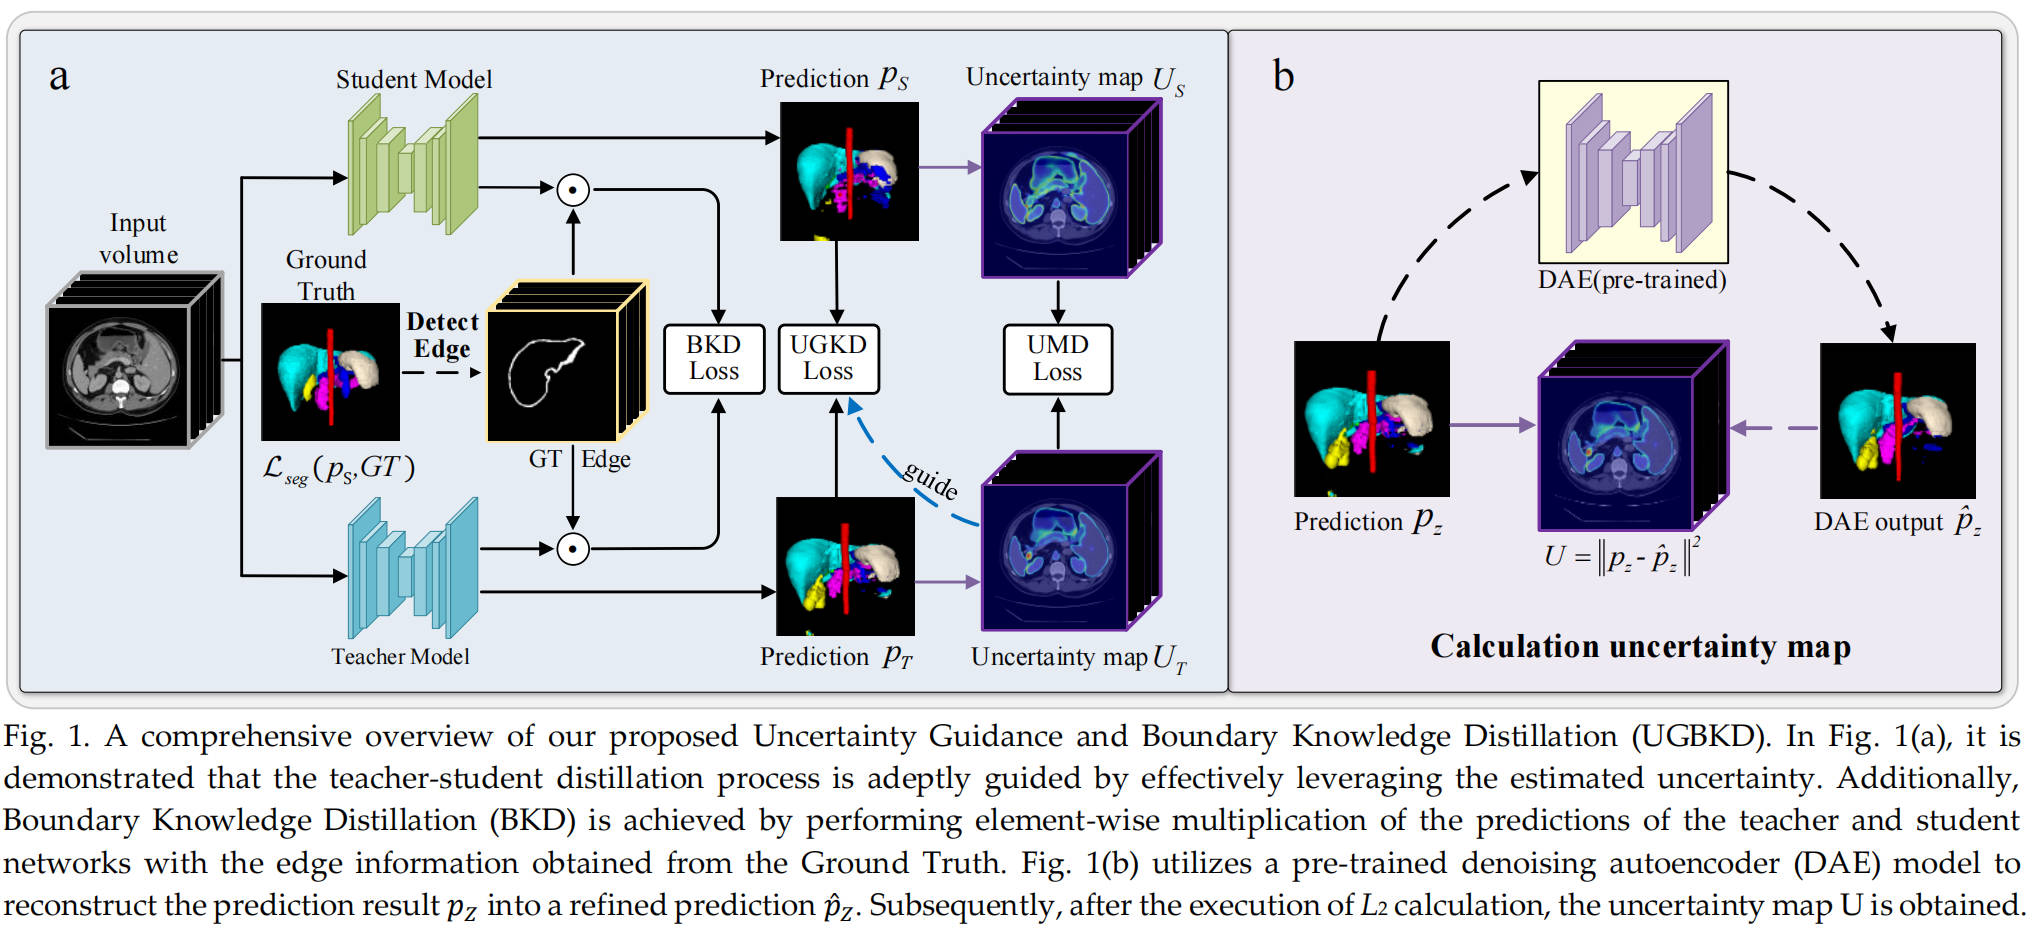 a
Student Model
Prediction p_S
Uncertainty map U_S
Input
volume
Ground
Truth
Detect
Edge
BKD
Loss
UGKD
Loss
UMD
Loss
GT Edge
ℒ_seg(p_S,GT)
guide
Teacher Model
Prediction p_T
Uncertainty map U_T
b
DAE(pre-trained)
Prediction p_z
DAE output p̂_z
U = ‖p_z - p̂_z‖²
Calculation uncertainty map
Fig. 1. A comprehensive overview of our proposed Uncertainty Guidance and Boundary Knowledge Distillation (UGBKD). In Fig. 1(a), it is
demonstrated that the teacher-student distillation process is adeptly guided by effectively leveraging the estimated uncertainty. Additionally,
Boundary Knowledge Distillation (BKD) is achieved by performing element-wise multiplication of the predictions of the teacher and student
networks with the edge information obtained from the Ground Truth. Fig. 1(b) utilizes a pre-trained denoising autoencoder (DAE) model to
reconstruct the prediction result p_Z into a refined prediction p̂_Z. Subsequently, after the execution of L₂ calculation, the uncertainty map U is obtained.